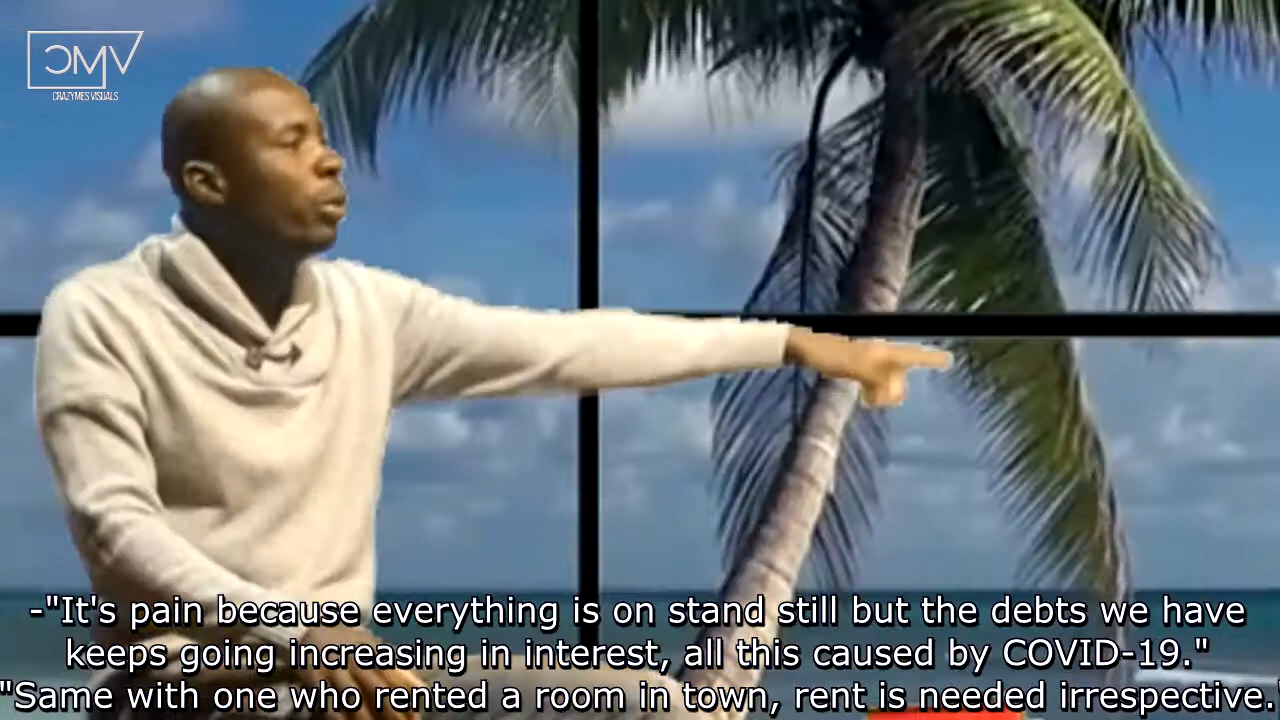 CMV
CRAZYMES VISUALS
-"It's pain because everything is on stand still but the debts we have
keeps going increasing in interest, all this caused by COVID-19."
"Same with one who rented a room in town, rent is needed irrespective."